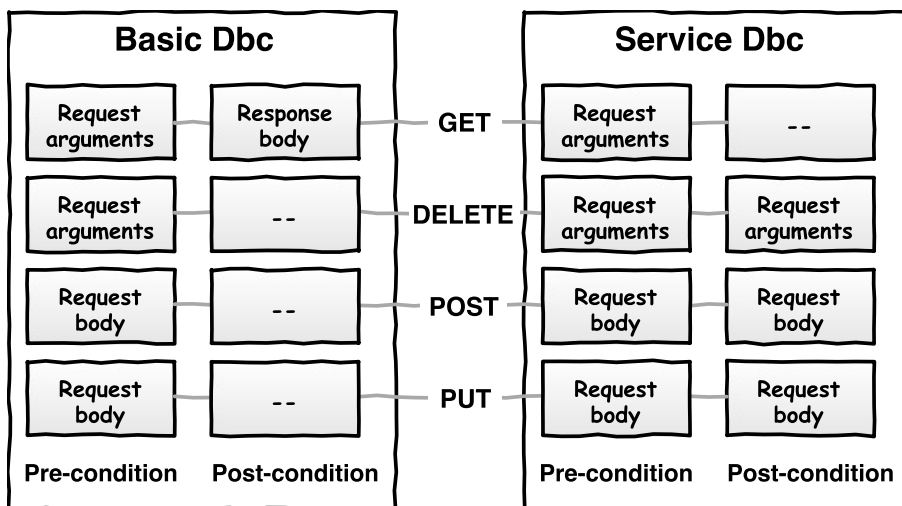 Basic Dbc
Service Dbc
Request
arguments
Response
body
GET
Request
arguments
--
Request
arguments
--
DELETE
Request
arguments
Request
arguments
Request
body
--
POST
Request
body
Request
body
Request
body
--
PUT
Request
body
Request
body
Pre-condition
Post-condition
Pre-condition
Post-condition